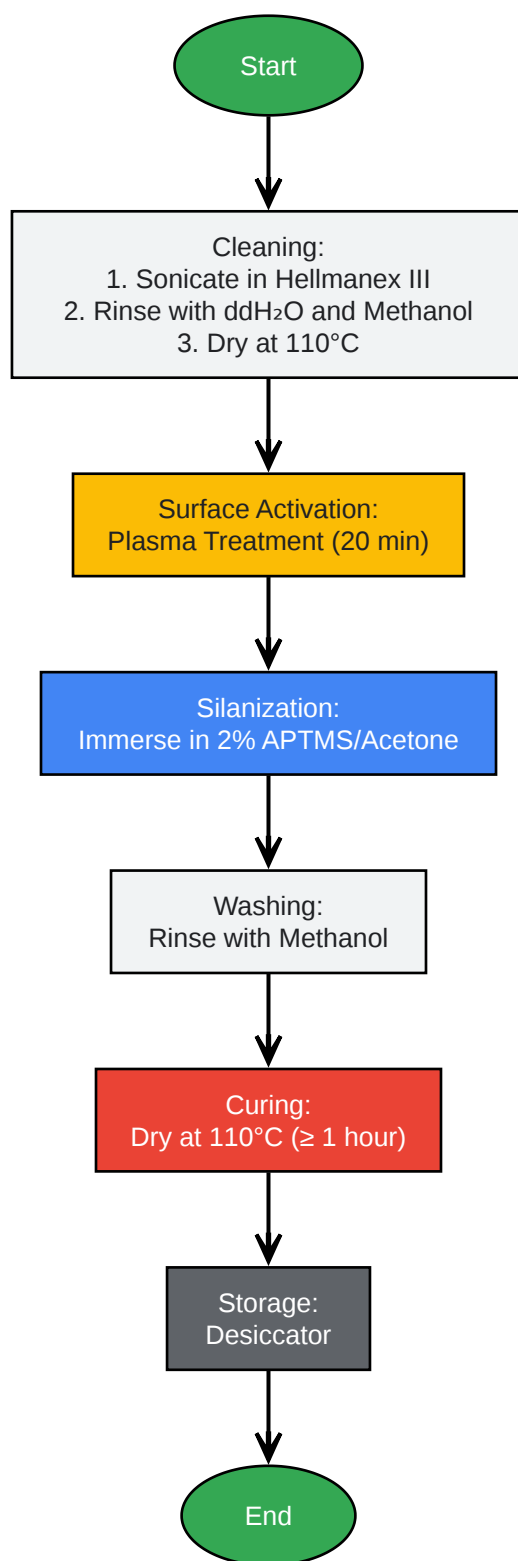 Start
Cleaning:
1. Sonicate in Hellmanex III
2. Rinse with ddH₂O and Methanol
3. Dry at 110°C
Surface Activation:
Plasma Treatment (20 min)
Silanization:
Immerse in 2% APTMS/Acetone
Washing:
Rinse with Methanol
Curing:
Dry at 110°C (≥ 1 hour)
Storage:
Desiccator
End